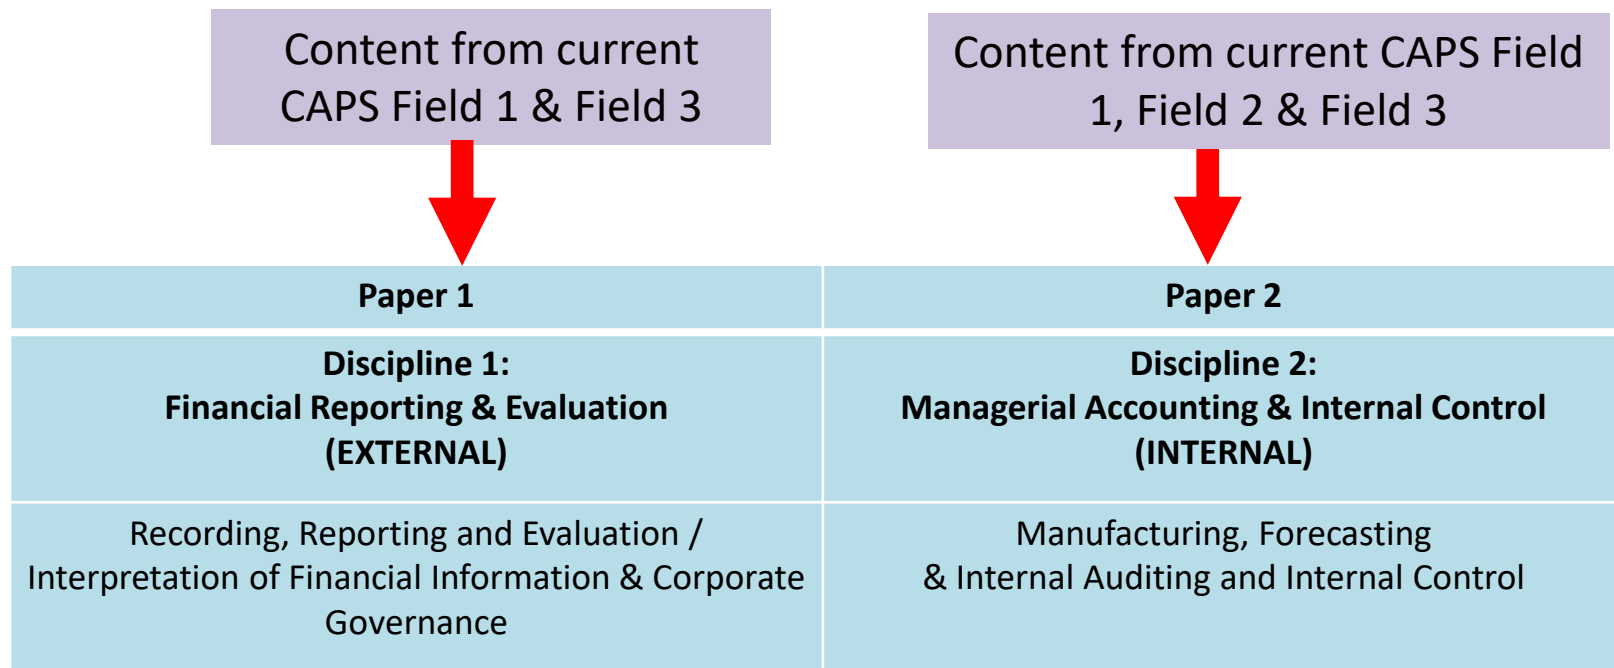 Content from current
CAPS Field 1 & Field 3
Content from current CAPS Field
1, Field 2 & Field 3
Paper 1
Paper 2
Discipline 1:
Financial Reporting & Evaluation
(EXTERNAL)
Discipline 2:
Managerial Accounting & Internal Control
(INTERNAL)
Recording, Reporting and Evaluation /
Interpretation of Financial Information & Corporate
Governance
Manufacturing, Forecasting
& Internal Auditing and Internal Control